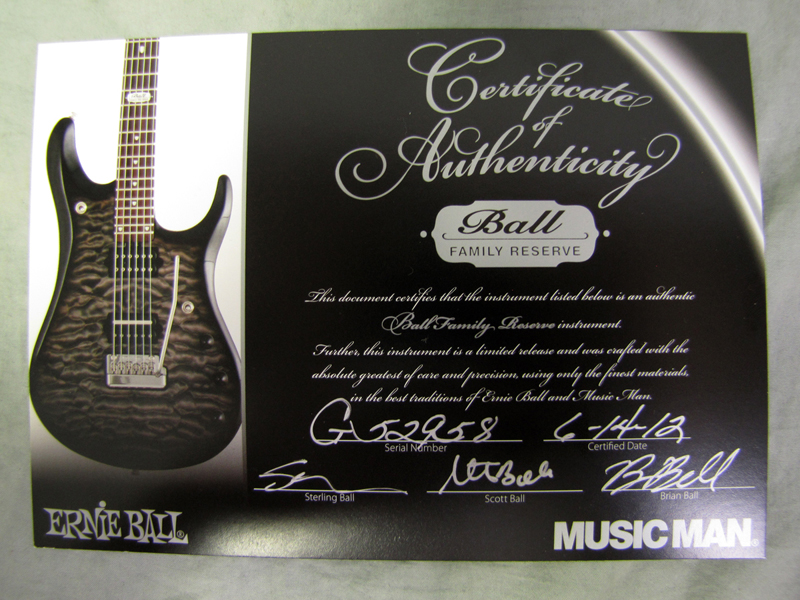 Certificate
of
Authenticity
Ball
FAMILY RESERVE
This document certifies that the instrument listed below is an authentic
Ball Family Reserve instrument.
Further, this instrument is a limited release and was crafted with the
absolute greatest of care and precision, using only the finest materials,
in the best traditions of Ernie Ball and Music Man.
G52958 6-14-12
Serial Number Certified Date
Sterling Ball Scott Ball Brian Ball
ERNIE BALL® MUSIC MAN®